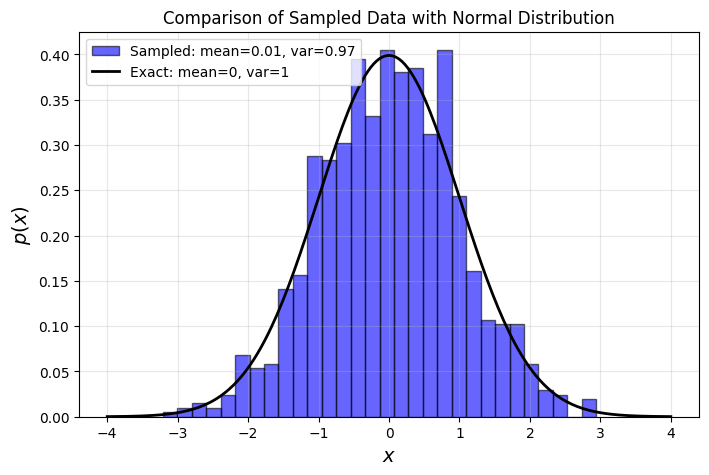 Comparison of Sampled Data with Normal Distribution
Sampled: mean=0.01, var=0.97
Exact: mean=0, var=1
0.40
0.35
0.30
0.25
0.20
0.15
0.10
0.05
0.00
p(x)
−4 −3 −2 −1 0 1 2 3 4
x